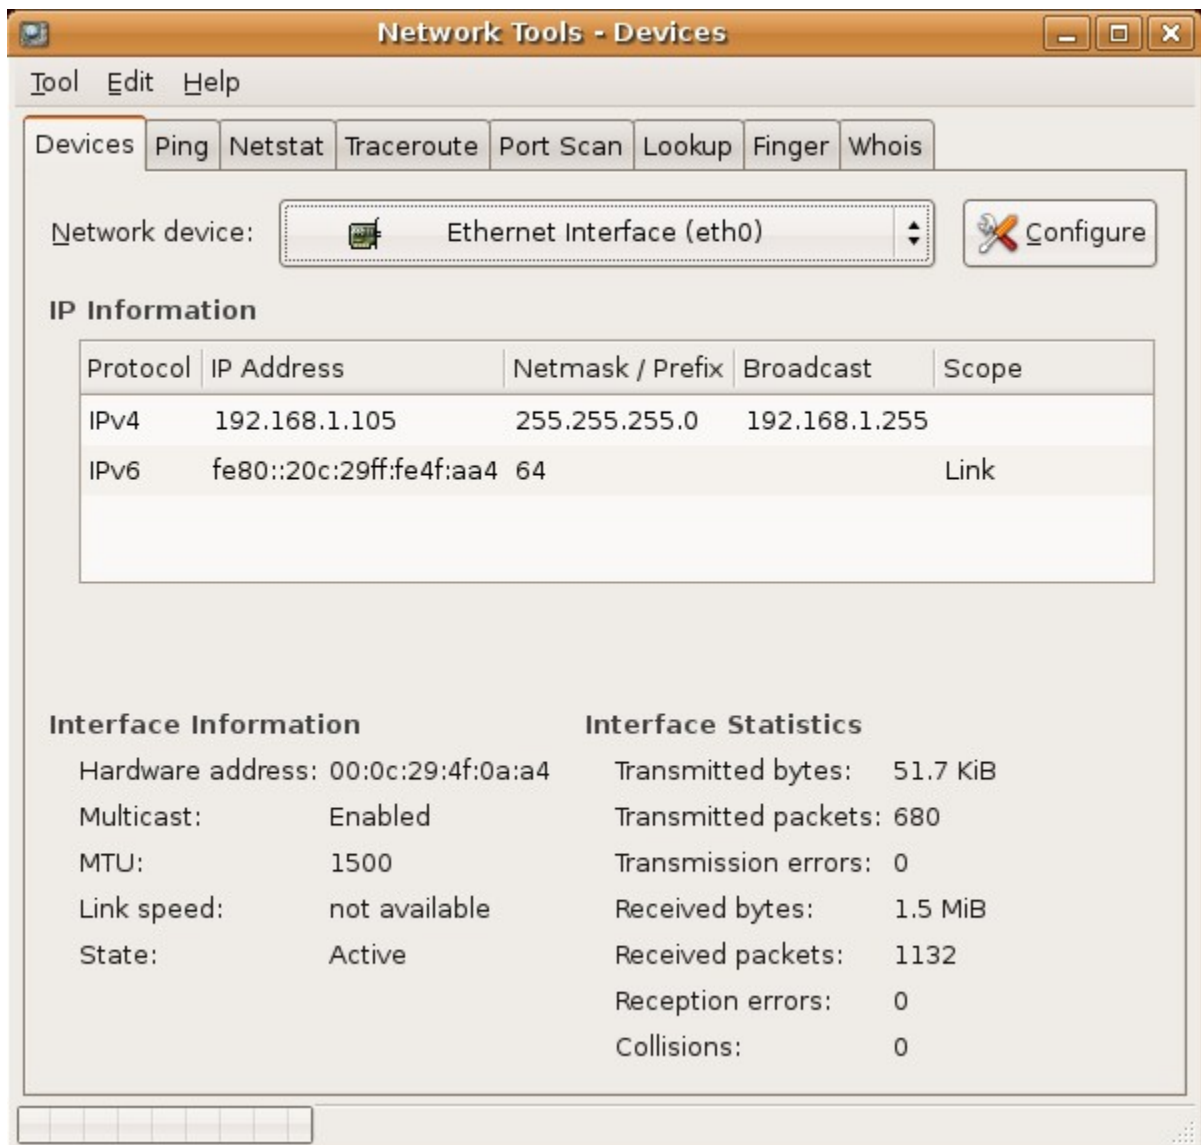 Network Tools - Devices
Tool Edit Help
Devices Ping Netstat Traceroute Port Scan Lookup Finger Whois
Network device: Ethernet Interface (eth0) Configure
IP Information
Protocol IP Address Netmask / Prefix Broadcast Scope
IPv4 192.168.1.105 255.255.255.0 192.168.1.255
IPv6 fe80::20c:29ff:fe4f:aa4 64 Link
Interface Information
Hardware address: 00:0c:29:4f:0a:a4
Multicast: Enabled
MTU: 1500
Link speed: not available
State: Active
Interface Statistics
Transmitted bytes: 51.7 KiB
Transmitted packets: 680
Transmission errors: 0
Received bytes: 1.5 MiB
Received packets: 1132
Reception errors: 0
Collisions: 0